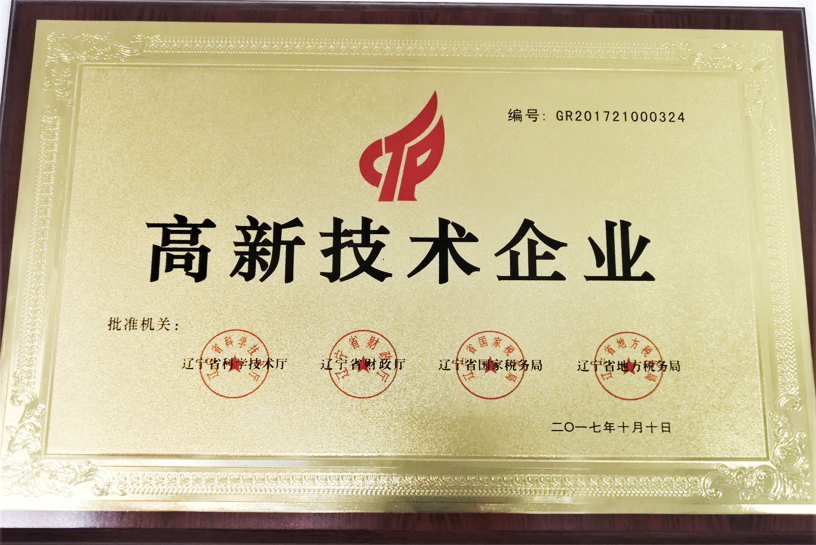 编号: GR201721000324
CTP
高新技术企业
批准机关:
辽宁省科学技术厅 辽宁省财政厅 辽宁省国家税务局 辽宁省地方税务局
二〇一七年十月十日